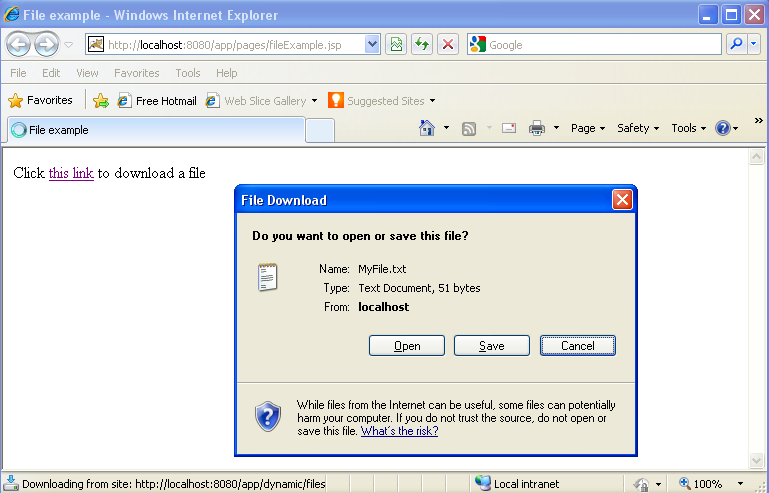 File example - Windows Internet Explorer
http://localhost:8080/app/pages/fileExample.jsp
Google
File Edit View Favorites Tools Help
Favorites Free Hotmail Web Slice Gallery Suggested Sites
File example
Page Safety Tools
Click this link to download a file
File Download
Do you want to open or save this file?
Name: MyFile.txt
Type: Text Document, 51 bytes
From: localhost
Open Save Cancel
While files from the Internet can be useful, some files can potentially
harm your computer. If you do not trust the source, do not open or
save this file. What's the risk?
Downloading from site: http://localhost:8080/app/dynamic/files Local intranet 100%